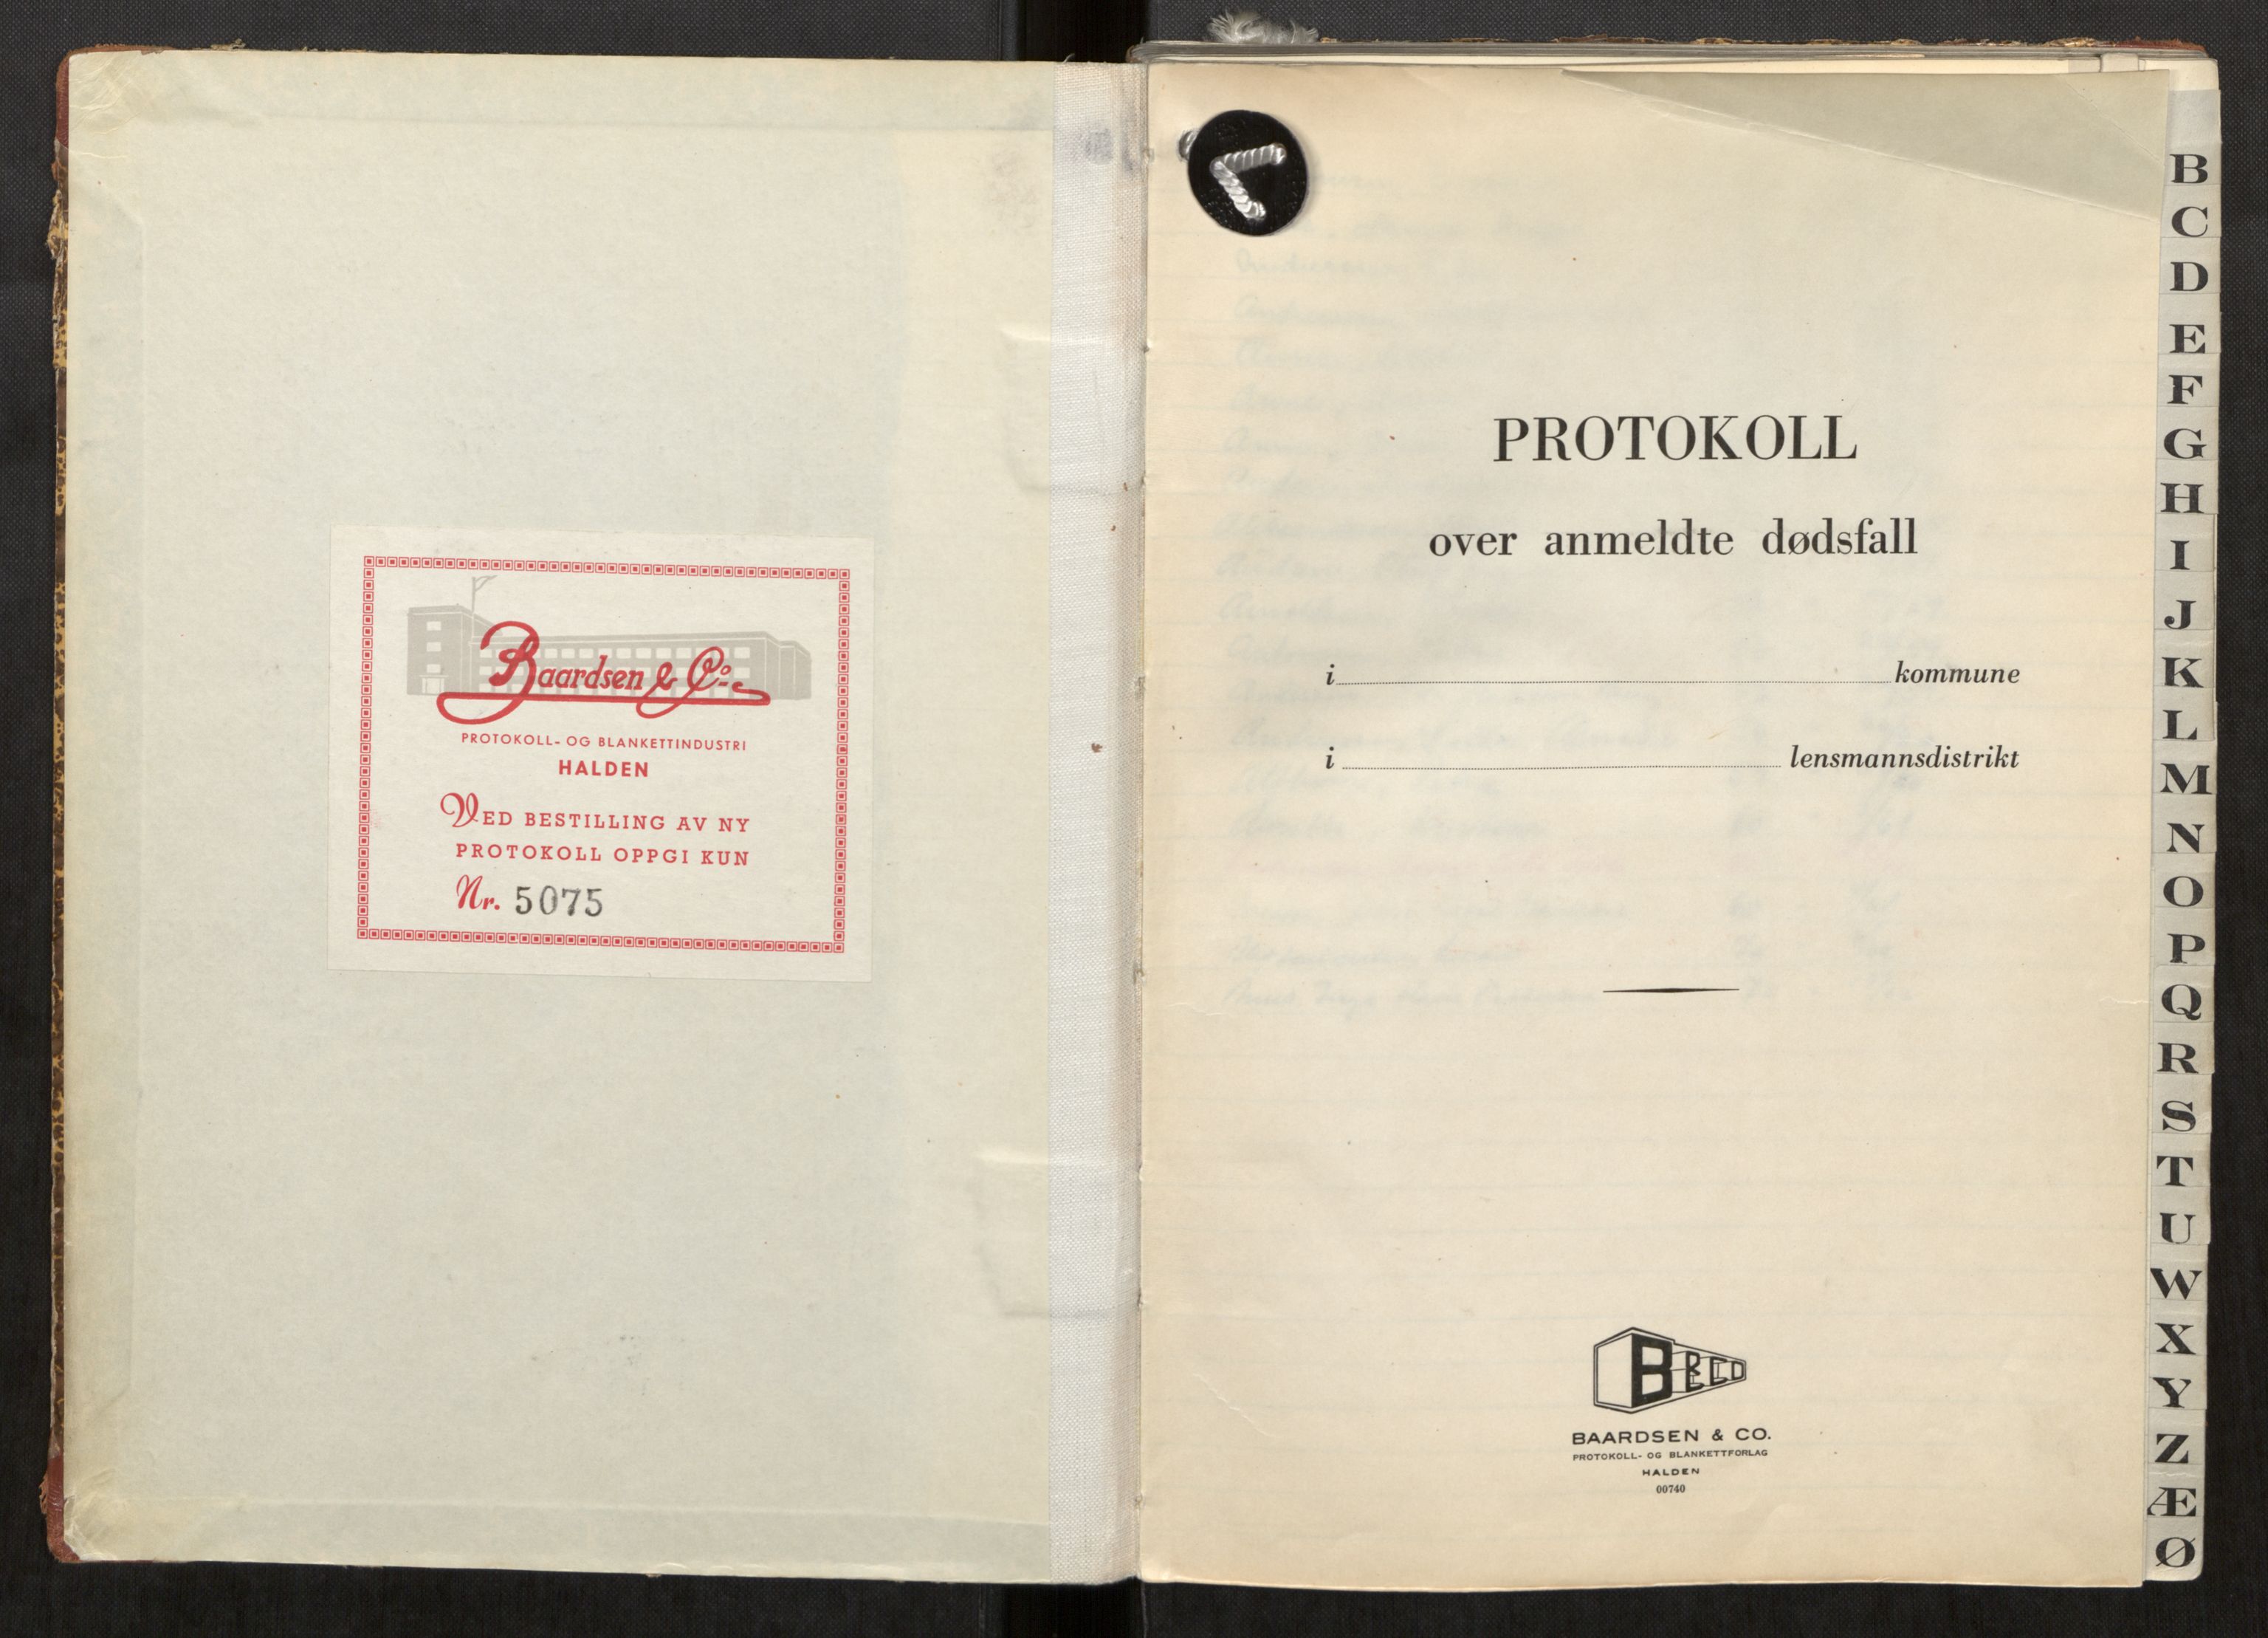 Baardsen & Co.
PROTOKOLL- OG BLANKETTINDUSTRI
HALDEN
VED BESTILLING AV NY
PROTOKOLL OPPGI KUN
Nr. 5075
PROTOKOLL
over anmeldte dødsfall
i kommune
i lensmannsdistrikt
BAARDSEN & CO.
PROTOKOLL- OG BLANKETTFORLAG
HALDEN
00740
B
C
D
E
F
G
H
I
J
K
L
M
N
O
P
Q
R
S
T
U
W
X
Y
Z
Æ
Ø